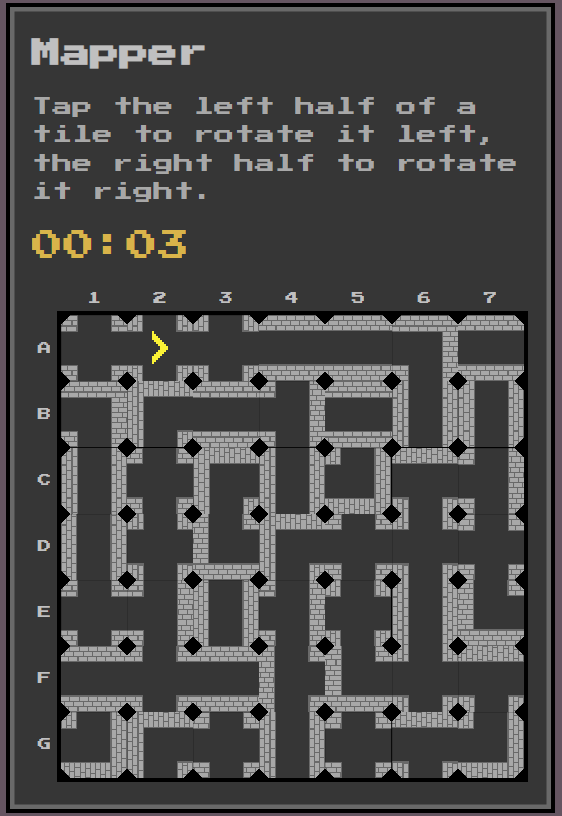 Mapper
Tap the left half of a
tile to rotate it left,
the right half to rotate
it right.
00:03
1 2 3 4 5 6 7
A
B
C
D
E
F
G